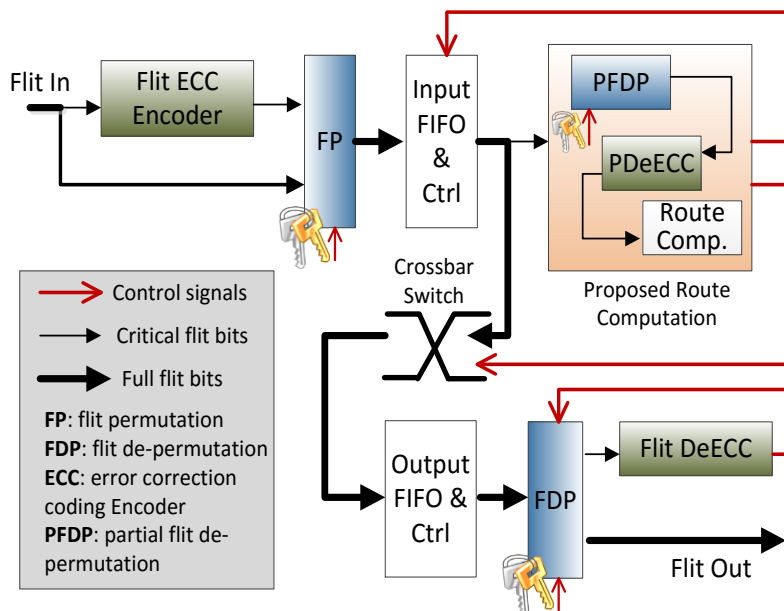 Flit In
Flit ECC
Encoder
FP
Input
FIFO
& 
Ctrl
PFDP
PDeECC
Route
Comp.
Proposed Route
Computation
Crossbar
Switch
Control signals
Critical flit bits
Full flit bits
FP: flit permutation
FDP: flit de-permutation
ECC: error correction
coding Encoder
PFDP: partial flit de-
permutation
Output
FIFO &
Ctrl
FDP
Flit DeECC
Flit Out